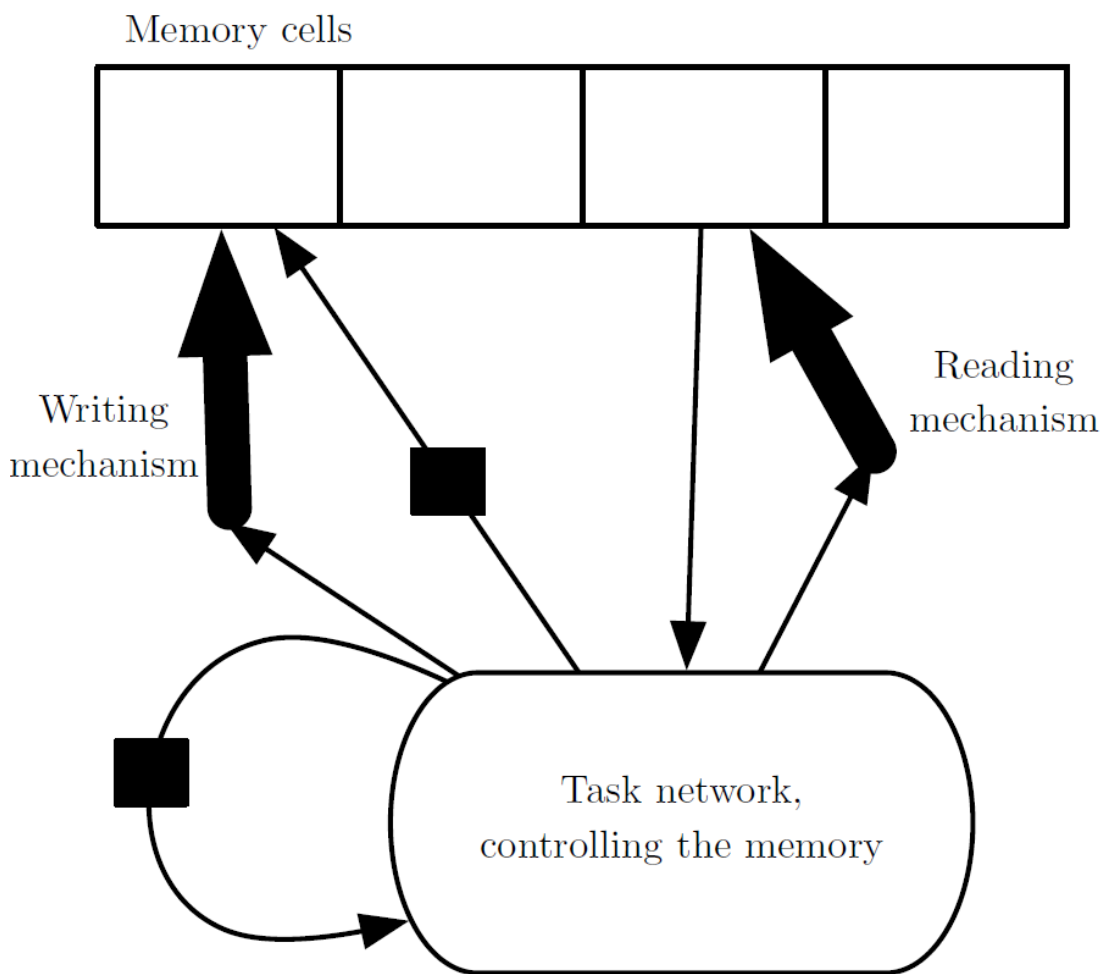 Memory cells
Writing
mechanism
Reading
mechanism
Task network,
controlling the memory